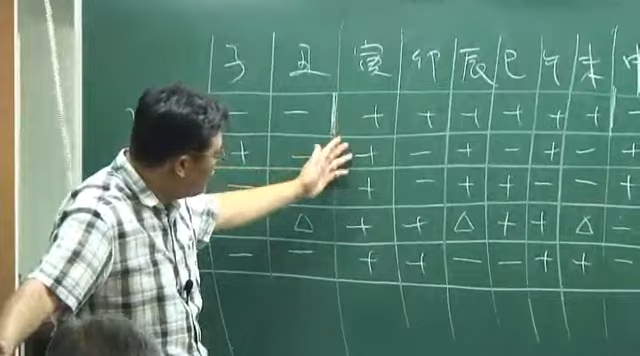 子 丑 寅 卯 辰 巳 午 未 申
− − + + + + + + −
+ − + − + − + − +
− + − + + − − +
△ + + △ + + △ −
− − + + − − + + −